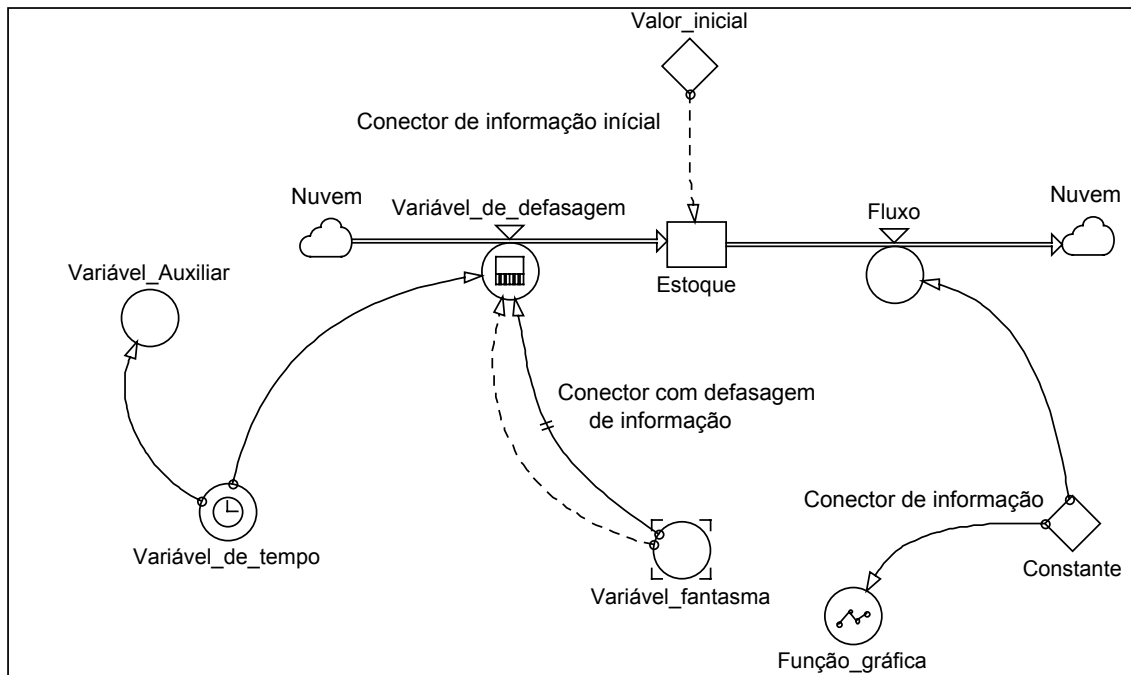 Valor_inicial
Conector de informação inícial
Nuvem
Variável_de_defasagem
Fluxo
Nuvem
Variável_Auxiliar
Estoque
Conector com defasagem
de informação
Conector de informação
Variável_de_tempo
Variável_fantasma
Constante
Função_gráfica